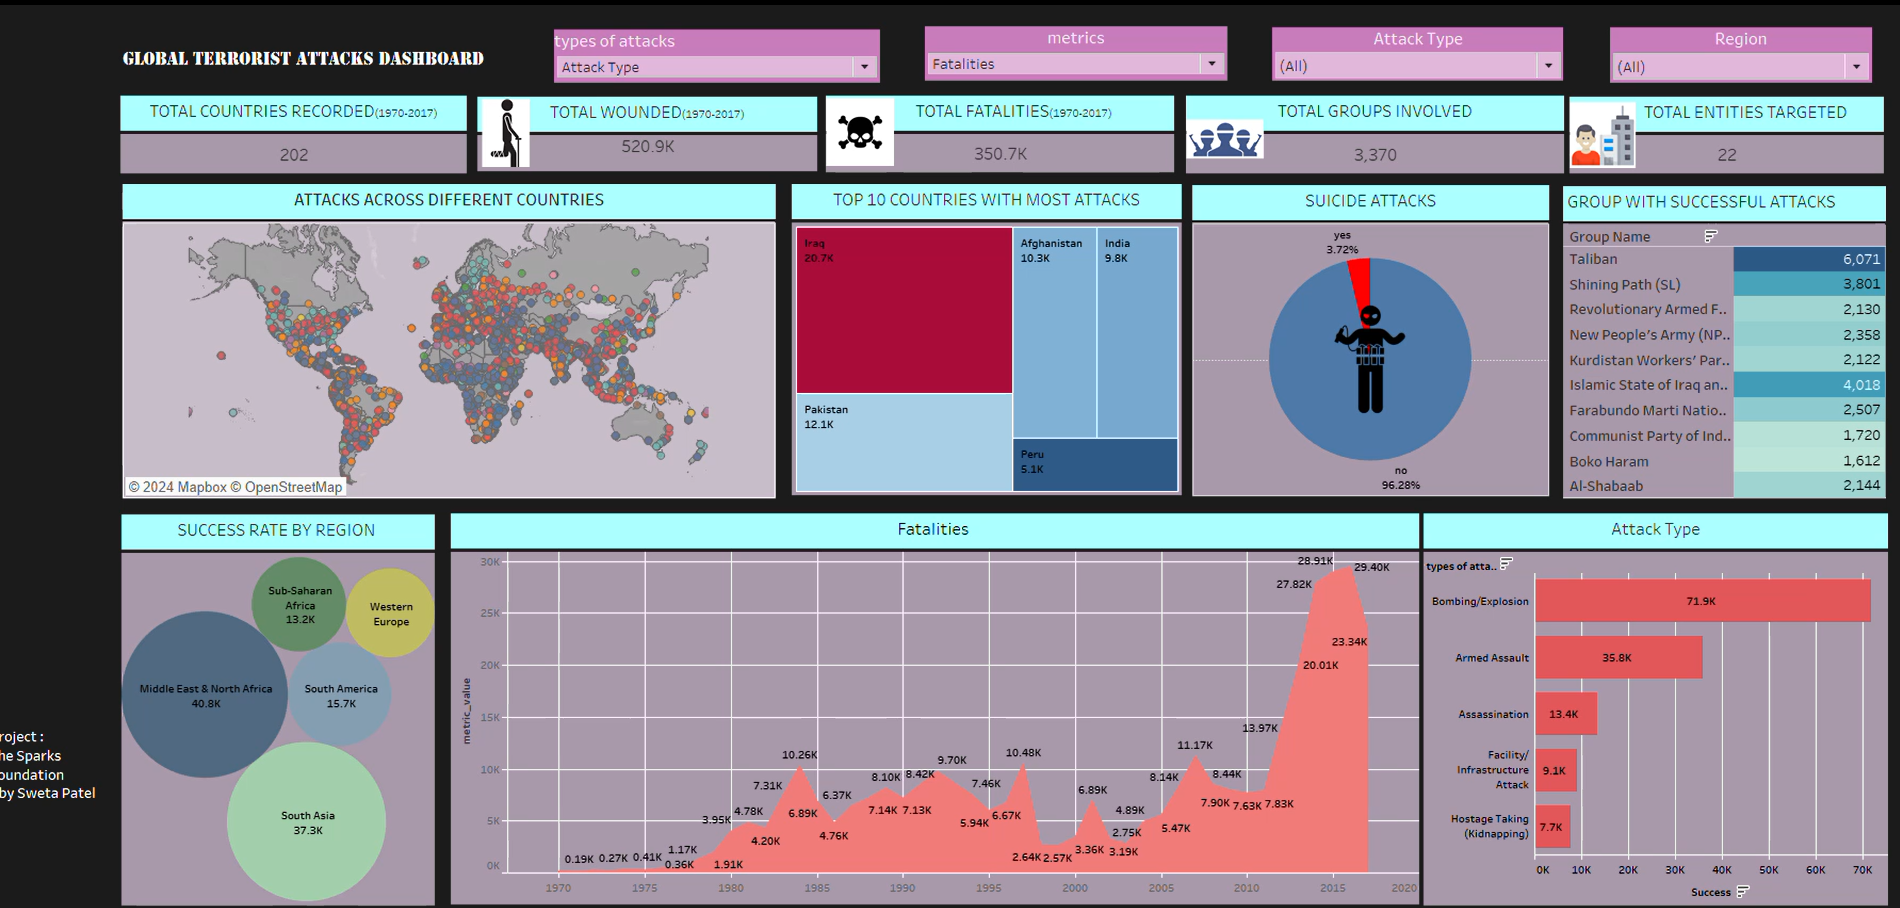 GLOBAL TERRORIST ATTACKS DASHBOARD
types of attacks
Attack Type
metrics
Fatalities
Attack Type
(All)
Region
(All)
TOTAL COUNTRIES RECORDED(1970-2017)
202
TOTAL WOUNDED(1970-2017)
520.9K
TOTAL FATALITIES(1970-2017)
350.7K
TOTAL GROUPS INVOLVED
3,370
TOTAL ENTITIES TARGETED
22
ATTACKS ACROSS DIFFERENT COUNTRIES
© 2024 Mapbox © OpenStreetMap
TOP 10 COUNTRIES WITH MOST ATTACKS
Iraq
20.7K
Afghanistan
10.3K
India
9.8K
Pakistan
12.1K
Peru
5.1K
SUICIDE ATTACKS
yes
3.72%
no
96.28%
GROUP WITH SUCCESSFUL ATTACKS
Group Name
Taliban 6,071
Shining Path (SL) 3,801
Revolutionary Armed F.. 2,130
New People's Army (NP.. 2,358
Kurdistan Workers' Par.. 2,122
Islamic State of Iraq an.. 4,018
Farabundo Marti Natio.. 2,507
Communist Party of Ind.. 1,720
Boko Haram 1,612
Al-Shabaab 2,144
roject :
he Sparks
oundation
by Sweta Patel
SUCCESS RATE BY REGION
Sub-Saharan
Africa
13.2K
Western
Europe
Middle East & North Africa
40.8K
South America
15.7K
South Asia
37.3K
Fatalities
metric_value
30K
25K
20K
15K
10K
5K
0K
0.19K 0.27K 0.41K 0.36K 1.17K 1.91K 3.95K 4.78K 4.20K 7.31K 10.26K 6.89K 4.76K 6.37K 7.14K 8.10K 7.13K 8.42K 9.70K 7.46K 5.94K 6.67K 10.48K 2.64K 2.57K 3.36K 6.89K 2.75K 3.19K 4.89K 5.47K 8.14K 11.17K 8.44K 7.90K 7.63K 7.83K 13.97K 20.01K 27.82K 28.91K 29.40K 23.34K
1970 1975 1980 1985 1990 1995 2000 2005 2010 2015 2020
Attack Type
types of atta..
Bombing/Explosion 71.9K
Armed Assault 35.8K
Assassination 13.4K
Facility/
Infrastructure
Attack
9.1K
Hostage Taking
(Kidnapping)
7.7K
0K 10K 20K 30K 40K 50K 60K 70K
Success